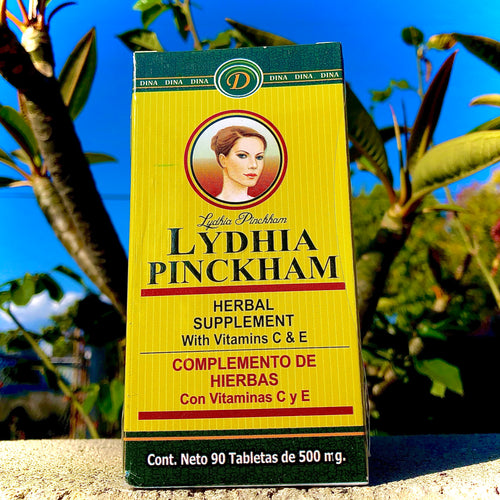 DINA DINA DINA D DINA DINA DINA
Lydhia Pinckham
LYDHIA
PINCKHAM
HERBAL
SUPPLEMENT
With Vitamins C & E
COMPLEMENTO DE
HIERBAS
Con Vitaminas C y E
Cont. Neto 90 Tabletas de 500 mg.